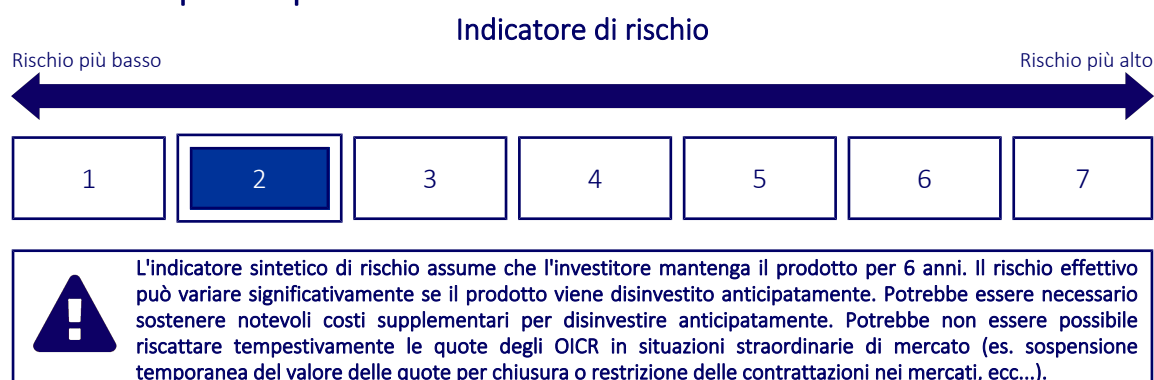 Indicatore di rischio
Rischio più basso
Rischio più alto
1 2 3 4 5 6 7
L'indicatore sintetico di rischio assume che l'investitore mantenga il prodotto per 6 anni. Il rischio effettivo
può variare significativamente se il prodotto viene disinvestito anticipatamente. Potrebbe essere necessario
sostenere notevoli costi supplementari per disinvestire anticipatamente. Potrebbe non essere possibile
riscattare tempestivamente le quote degli OICR in situazioni straordinarie di mercato (es. sospensione
temporanea del valore delle quote per chiusura o restrizione delle contrattazioni nei mercati, ecc...).